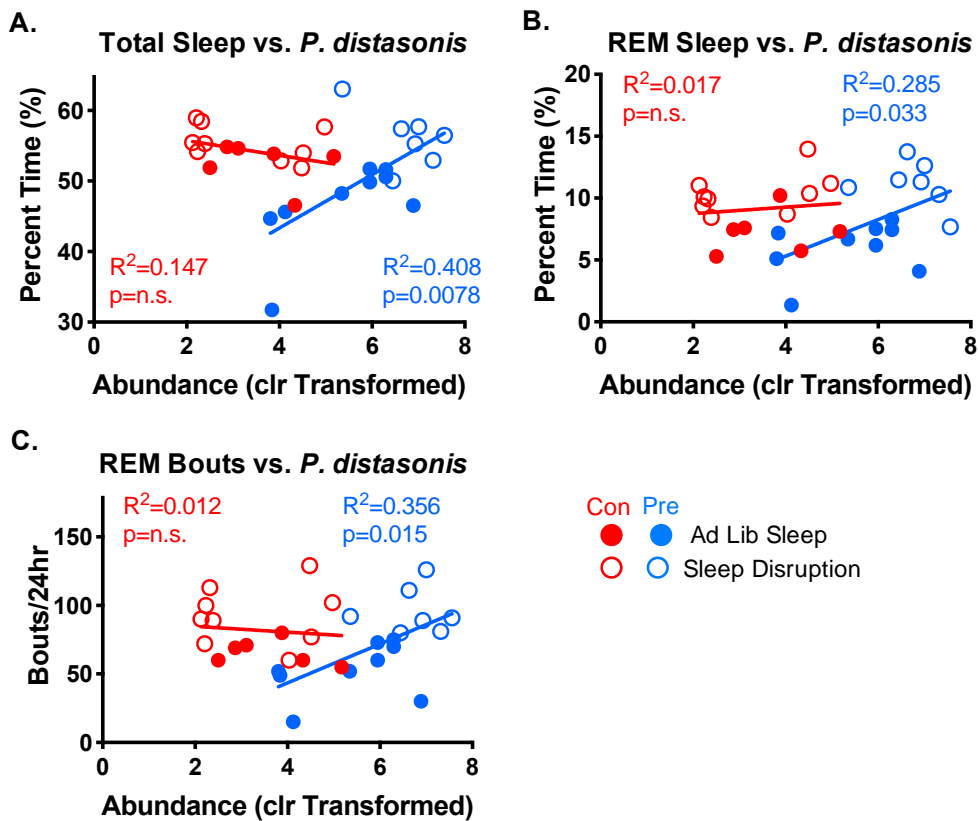 A.
Total Sleep vs. P. distasonis
Percent Time (%)
60
50
40
30
R²=0.147
p=n.s.
R²=0.408
p=0.0078
0 2 4 6 8
Abundance (clr Transformed)
B.
REM Sleep vs. P. distasonis
Percent Time (%)
20
15
10
5
0
R²=0.017
p=n.s.
R²=0.285
p=0.033
0 2 4 6 8
Abundance (clr Transformed)
C.
REM Bouts vs. P. distasonis
Bouts/24hr
150
100
50
0
R²=0.012
p=n.s.
R²=0.356
p=0.015
0 2 4 6 8
Abundance (clr Transformed)
Con Pre
Ad Lib Sleep
Sleep Disruption